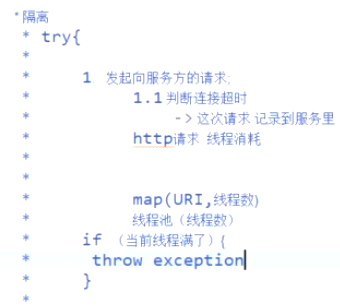 *隔离
* try{
*
* 1 发起向服务方的请求;
* 1.1判断连接超时
* -> 这次请求 记录到服务里
* http请求 线程消耗
*
*
* map(URI,线程数)
* 线程池（线程数）
* if （当前线程满了）{
* throw exception
* }
*